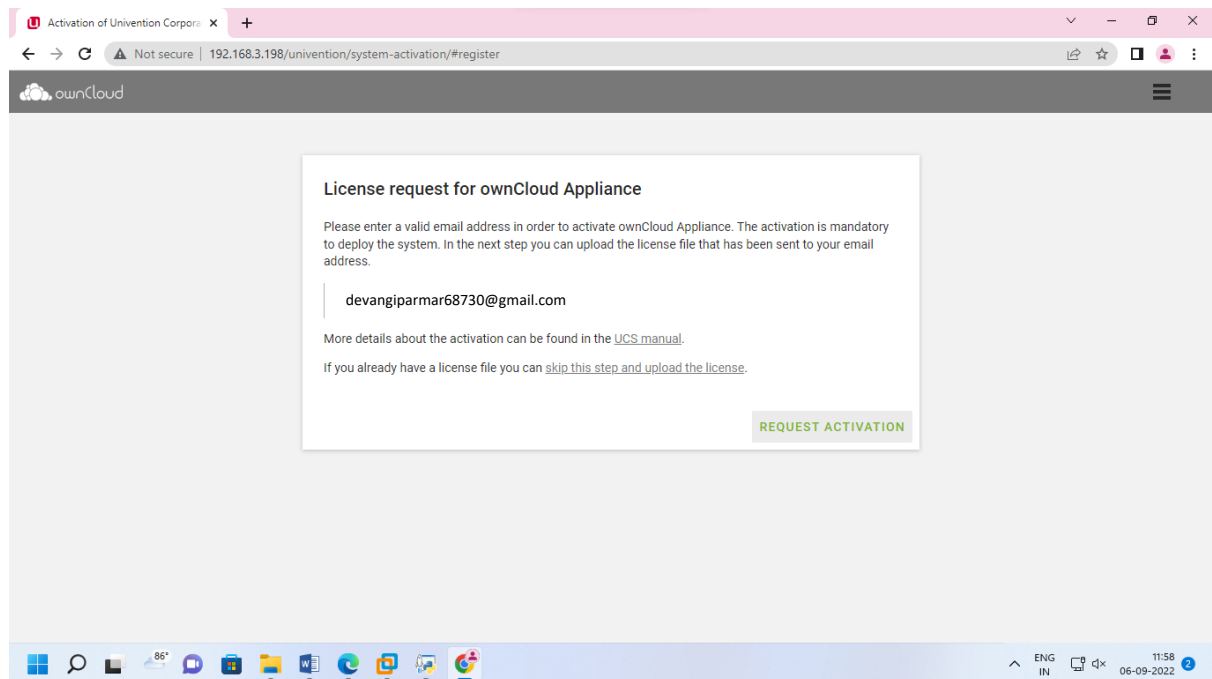 Activation of Univention Corpora
Not secure | 192.168.3.198/univention/system-activation/#register
ownCloud
License request for ownCloud Appliance
Please enter a valid email address in order to activate ownCloud Appliance. The activation is mandatory
to deploy the system. In the next step you can upload the license file that has been sent to your email
address.
devangiparmar68730@gmail.com
More details about the activation can be found in the UCS manual.
If you already have a license file you can skip this step and upload the license.
REQUEST ACTIVATION
86°
ENG
IN
11:58
06-09-2022
2